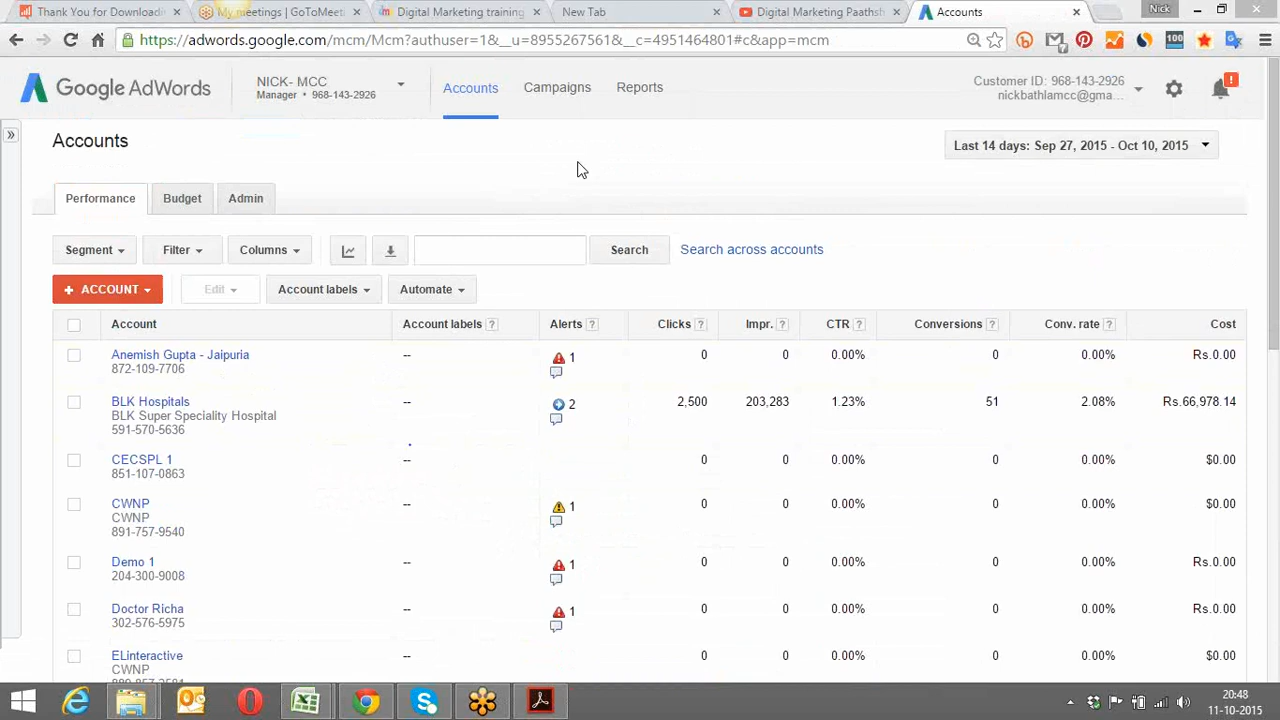 Thank You for Downloadi
My meetings | GoToMeeti
Digital Marketing training
New Tab
Digital Marketing Paathsh
Accounts
Nick
https://adwords.google.com/mcm/Mcm?authuser=1&__u=8955267561&__c=4951464801#c&app=mcm
100
Google AdWords
NICK- MCC
Manager • 968-143-2926
Accounts
Campaigns
Reports
Customer ID: 968-143-2926
nickbathlamcc@gma...
!
»
Accounts
Last 14 days: Sep 27, 2015 - Oct 10, 2015
Performance
Budget
Admin
Segment
Filter
Columns
Search
Search across accounts
+ ACCOUNT
Edit
Account labels
Automate
Account Account labels ? Alerts ? Clicks ? Impr. ? CTR ? Conversions ? Conv. rate ? Cost
Anemish Gupta - Jaipuria -- 1 0 0 0.00% 0 0.00% Rs.0.00
872-109-7706
BLK Hospitals -- 2 2,500 203,283 1.23% 51 2.08% Rs.66,978.14
BLK Super Speciality Hospital
591-570-5636
CECSPL 1 -- 0 0 0.00% 0 0.00% $0.00
851-107-0863
CWNP -- 1 0 0 0.00% 0 0.00% $0.00
CWNP
891-757-9540
Demo 1 -- 1 0 0 0.00% 0 0.00% Rs.0.00
204-300-9008
Doctor Richa -- 1 0 0 0.00% 0 0.00% Rs.0.00
302-576-5975
ELinteractive -- 0 0 0.00% 0 0.00% $0.00
CWNP
20:48
11-10-2015